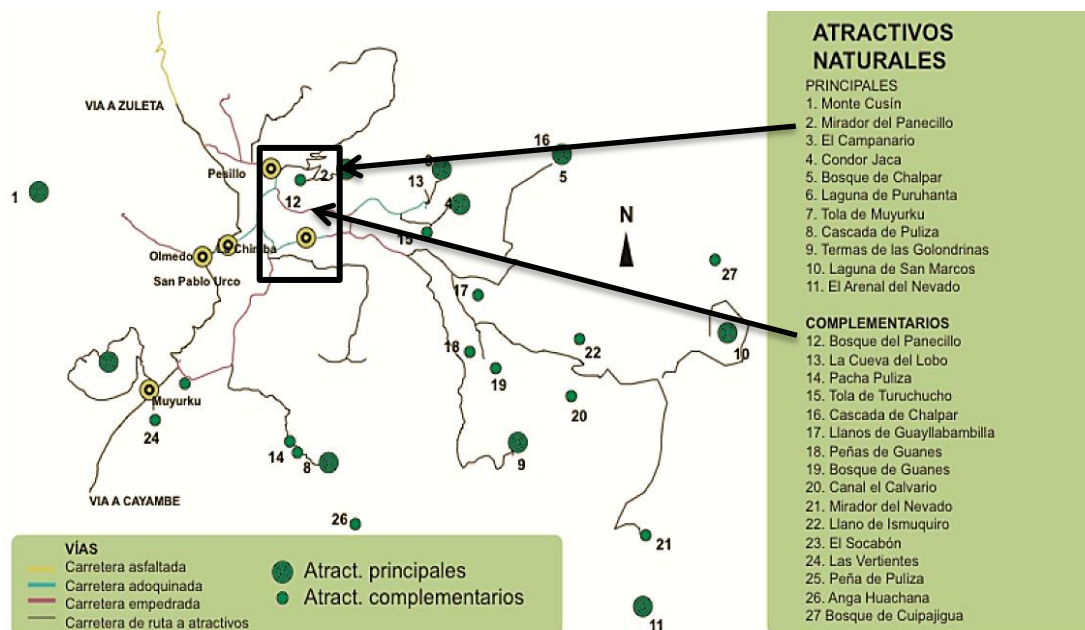 ATRACTIVOS
NATURALES
PRINCIPALES
1. Monte Cusín
2. Mirador del Panecillo
3. El Campanario
4. Condor Jaca
5. Bosque de Chalpar
6. Laguna de Puruhanta
7. Tola de Muyurku
8. Cascada de Puliza
9. Termas de las Golondrinas
10. Laguna de San Marcos
11. El Arenal del Nevado
COMPLEMENTARIOS
12. Bosque del Panecillo
13. La Cueva del Lobo
14. Pacha Puliza
15. Tola de Turuchucho
16. Cascada de Chalpar
17. Llanos de Guayllabambilla
18. Peñas de Guanes
19. Bosque de Guanes
20. Canal el Calvario
21. Mirador del Nevado
22. Llano de Ismuquiro
23. El Socabón
24. Las Vertientes
25. Peña de Puliza
26. Anga Huachana
27 Bosque de Cuipajigua
VIA A ZULETA
16
Pesillo
2
3
5
1
13
12
4
N
15
Olmedo
San Pablo Urco
27
17
10
18
22
19
20
Muyurku
24
14
8
9
VIA A CAYAMBE
26
21
11
VÍAS
Carretera asfaltada
Carretera adoquinada
Carretera empedrada
Carretera de ruta a atractivos
Atract. principales
Atract. complementarios